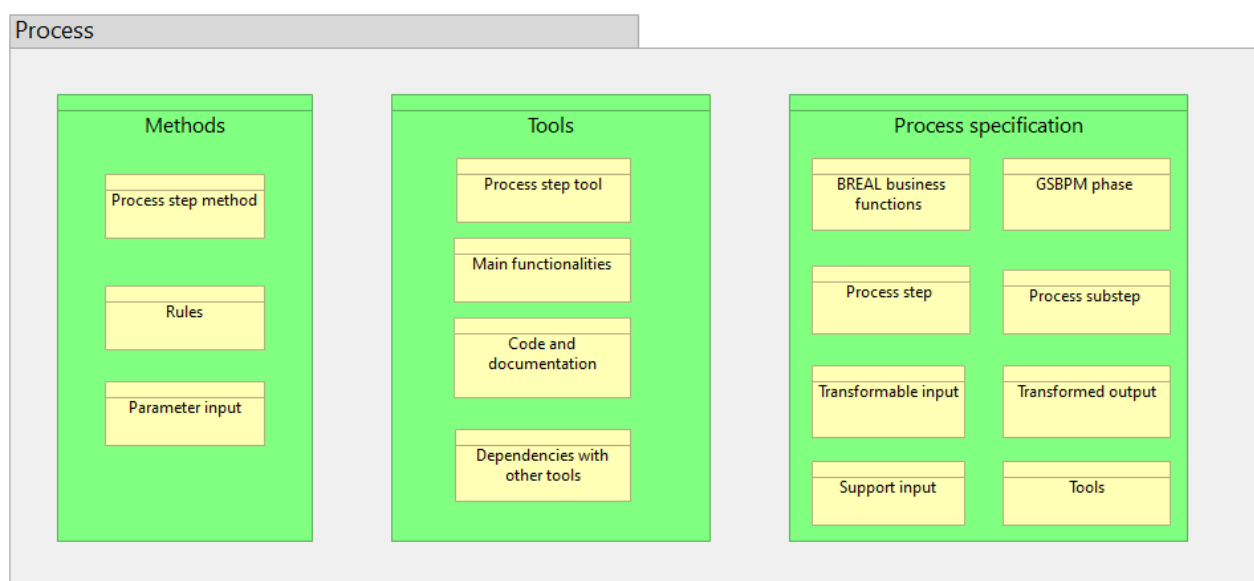 Process
Methods
Process step method
Rules
Parameter input
Tools
Process step tool
Main functionalities
Code and
documentation
Dependencies with
other tools
Process specification
BREAL business
functions
GSBPM phase
Process step
Process substep
Transformable input
Transformed output
Support input
Tools